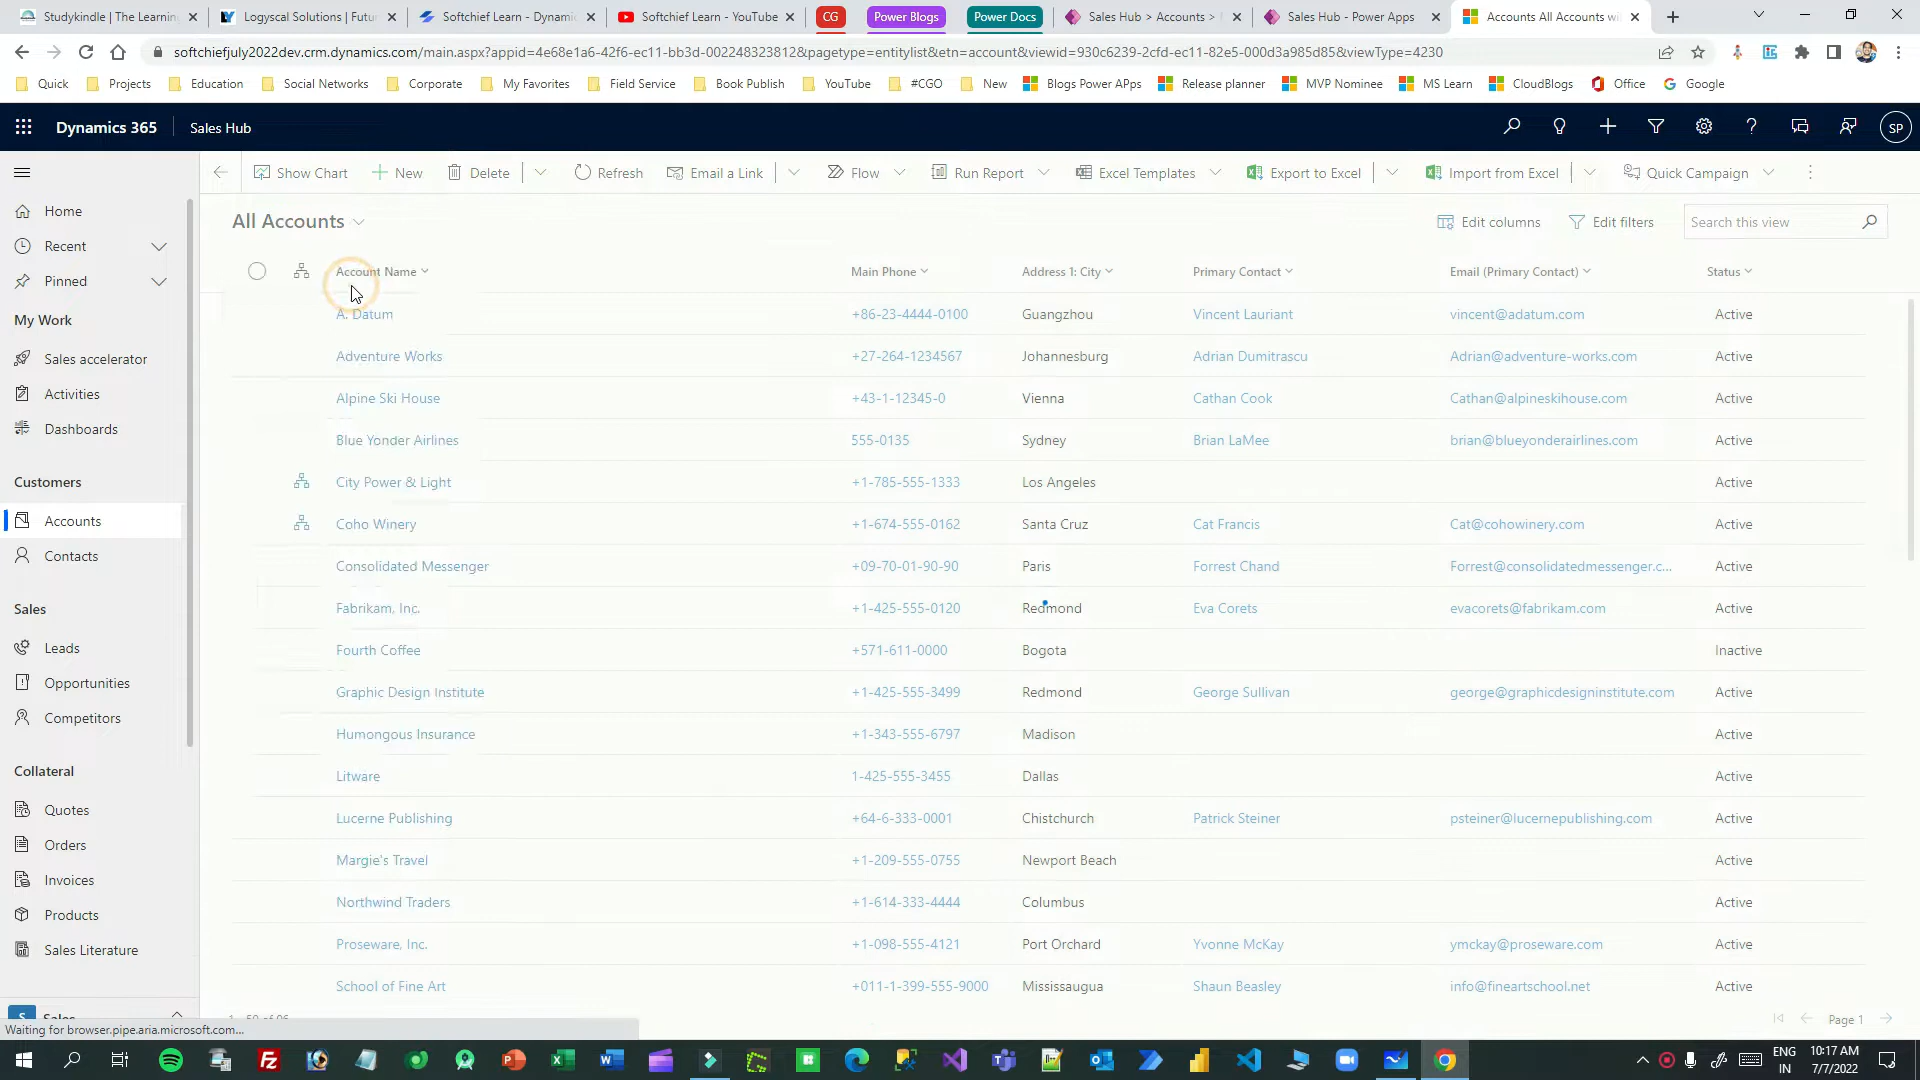 Studykindle | The Learning
Logyscal Solutions | Futur
Softchief Learn - Dynamic
Softchief Learn - YouTube
CG
Power Blogs
Power Docs
Sales Hub > Accounts >
Sales Hub - Power Apps
Accounts All Accounts wi
softchiefjuly2022dev.crm.dynamics.com/main.aspx?appid=4e68e1a6-42f6-ec11-bb3d-002248323812&pagetype=entitylist&etn=account&viewid=930c6239-2cfd-ec11-82e5-000d3a985d85&viewType=4230
Quick Projects Education Social Networks Corporate My Favorites Field Service Book Publish YouTube #CGO New Blogs Power APps Release planner MVP Nominee MS Learn CloudBlogs Office Google
Dynamics 365 Sales Hub SP
Show Chart New Delete Refresh Email a Link Flow Run Report Excel Templates Export to Excel Import from Excel Quick Campaign
Home
Recent
Pinned
My Work
Sales accelerator
Activities
Dashboards
Customers
Accounts
Contacts
Sales
Leads
Opportunities
Competitors
Collateral
Quotes
Orders
Invoices
Products
Sales Literature
S Sales
All Accounts Edit columns Edit filters Search this view
Account Name Main Phone Address 1: City Primary Contact Email (Primary Contact) Status
A. Datum +86-23-4444-0100 Guangzhou Vincent Lauriant vincent@adatum.com Active
Adventure Works +27-264-1234567 Johannesburg Adrian Dumitrascu Adrian@adventure-works.com Active
Alpine Ski House +43-1-12345-0 Vienna Cathan Cook Cathan@alpineskihouse.com Active
Blue Yonder Airlines 555-0135 Sydney Brian LaMee brian@blueyonderairlines.com Active
City Power & Light +1-785-555-1333 Los Angeles Active
Coho Winery +1-674-555-0162 Santa Cruz Cat Francis Cat@cohowinery.com Active
Consolidated Messenger +09-70-01-90-90 Paris Forrest Chand Forrest@consolidatedmessenger.c... Active
Fabrikam, Inc. +1-425-555-0120 Redmond Eva Corets evacorets@fabrikam.com Active
Fourth Coffee +571-611-0000 Bogota Inactive
Graphic Design Institute +1-425-555-3499 Redmond George Sullivan george@graphicdesigninstitute.com Active
Humongous Insurance +1-343-555-6797 Madison Active
Litware 1-425-555-3455 Dallas Active
Lucerne Publishing +64-6-333-0001 Chistchurch Patrick Steiner psteiner@lucernepublishing.com Active
Margie's Travel +1-209-555-0755 Newport Beach Active
Northwind Traders +1-614-333-4444 Columbus Active
Proseware, Inc. +1-098-555-4121 Port Orchard Yvonne McKay ymckay@proseware.com Active
School of Fine Art +011-1-399-555-9000 Mississaugua Shaun Beasley info@fineartschool.net Active
Page 1
Waiting for browser.pipe.aria.microsoft.com...
ENG
IN
10:17 AM
7/7/2022